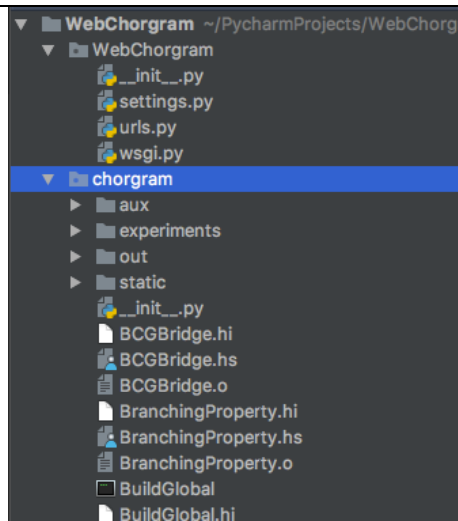 WebChorgram ~/PycharmProjects/WebChorg
WebChorgram
__init__.py
settings.py
urls.py
wsgi.py
chorgram
aux
experiments
out
static
__init__.py
BCGBridge.hi
BCGBridge.hs
BCGBridge.o
BranchingProperty.hi
BranchingProperty.hs
BranchingProperty.o
BuildGlobal
BuildGlobal.hi